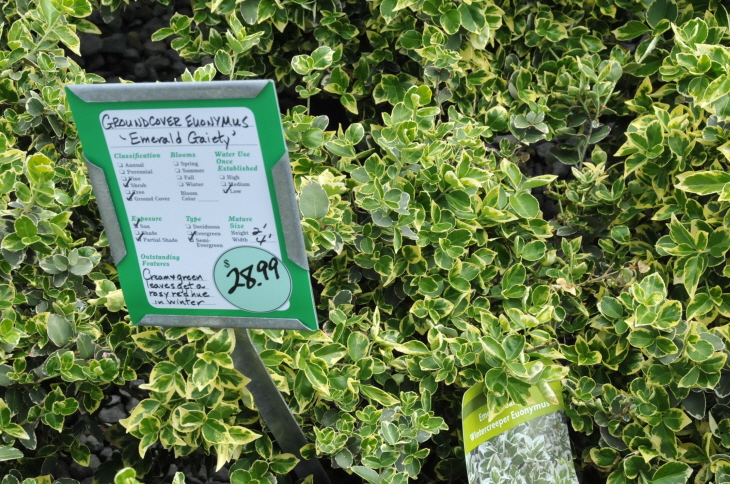 GROUNDCOVER EUONYMUS
'Emerald Gaiety'
Classification
Annual
Perennial
Vine
Shrub
Tree
Ground Cover
Blooms
Spring
Summer
Fall
Winter
Bloom
Color
Water Use
Once
Established
High
Medium
Low
Exposure
Sun
Shade
Partial Shade
Type
Deciduous
Evergreen
Semi-
Evergreen
Mature
Size
Height 2'
Width 4'
Outstanding
Features
Cream & green
leaves get a
rosy red hue
in winter
$28.99
Wintercreeper Euonymus